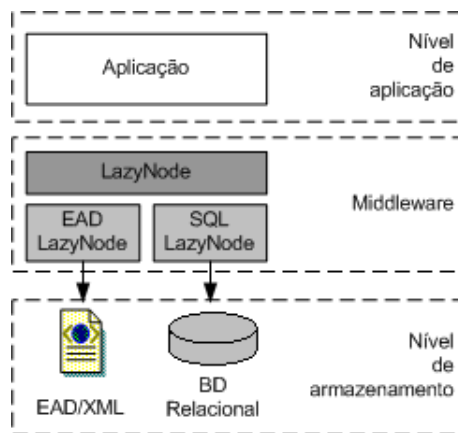 Aplicação
Nível
de
aplicação
LazyNode
EAD
LazyNode
SQL
LazyNode
Middleware
EAD/XML
BD
Relacional
Nível
de
armazenamento